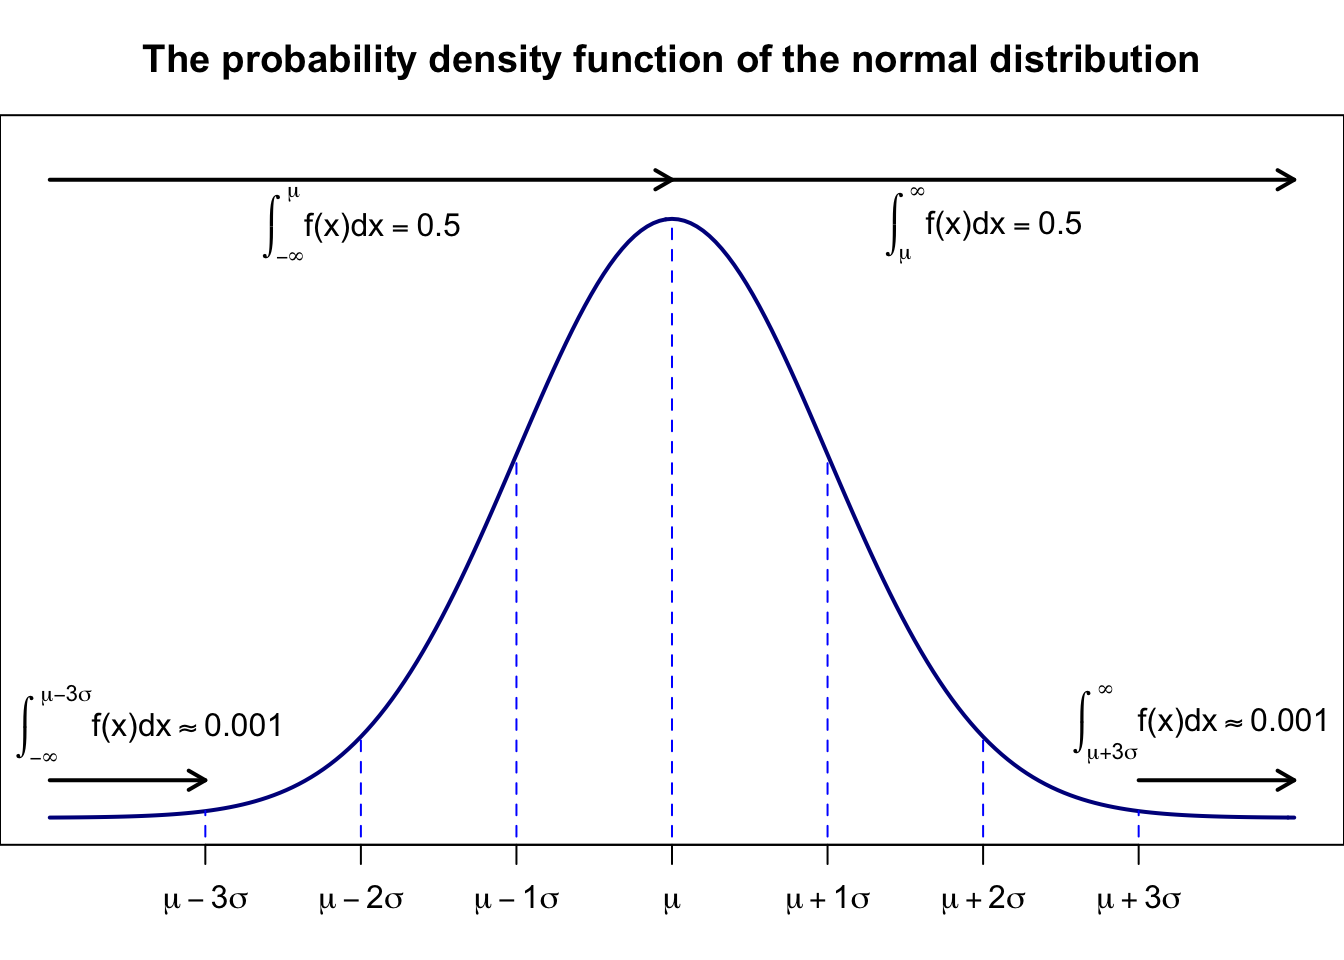 The probability density function of the normal distribution
∫_{−∞}^{μ} f(x)dx = 0.5
∫_{μ}^{∞} f(x)dx = 0.5
∫_{−∞}^{μ−3σ} f(x)dx ≈ 0.001
∫_{μ+3σ}^{∞} f(x)dx ≈ 0.001
μ − 3σ μ − 2σ μ − 1σ μ μ + 1σ μ + 2σ μ + 3σ